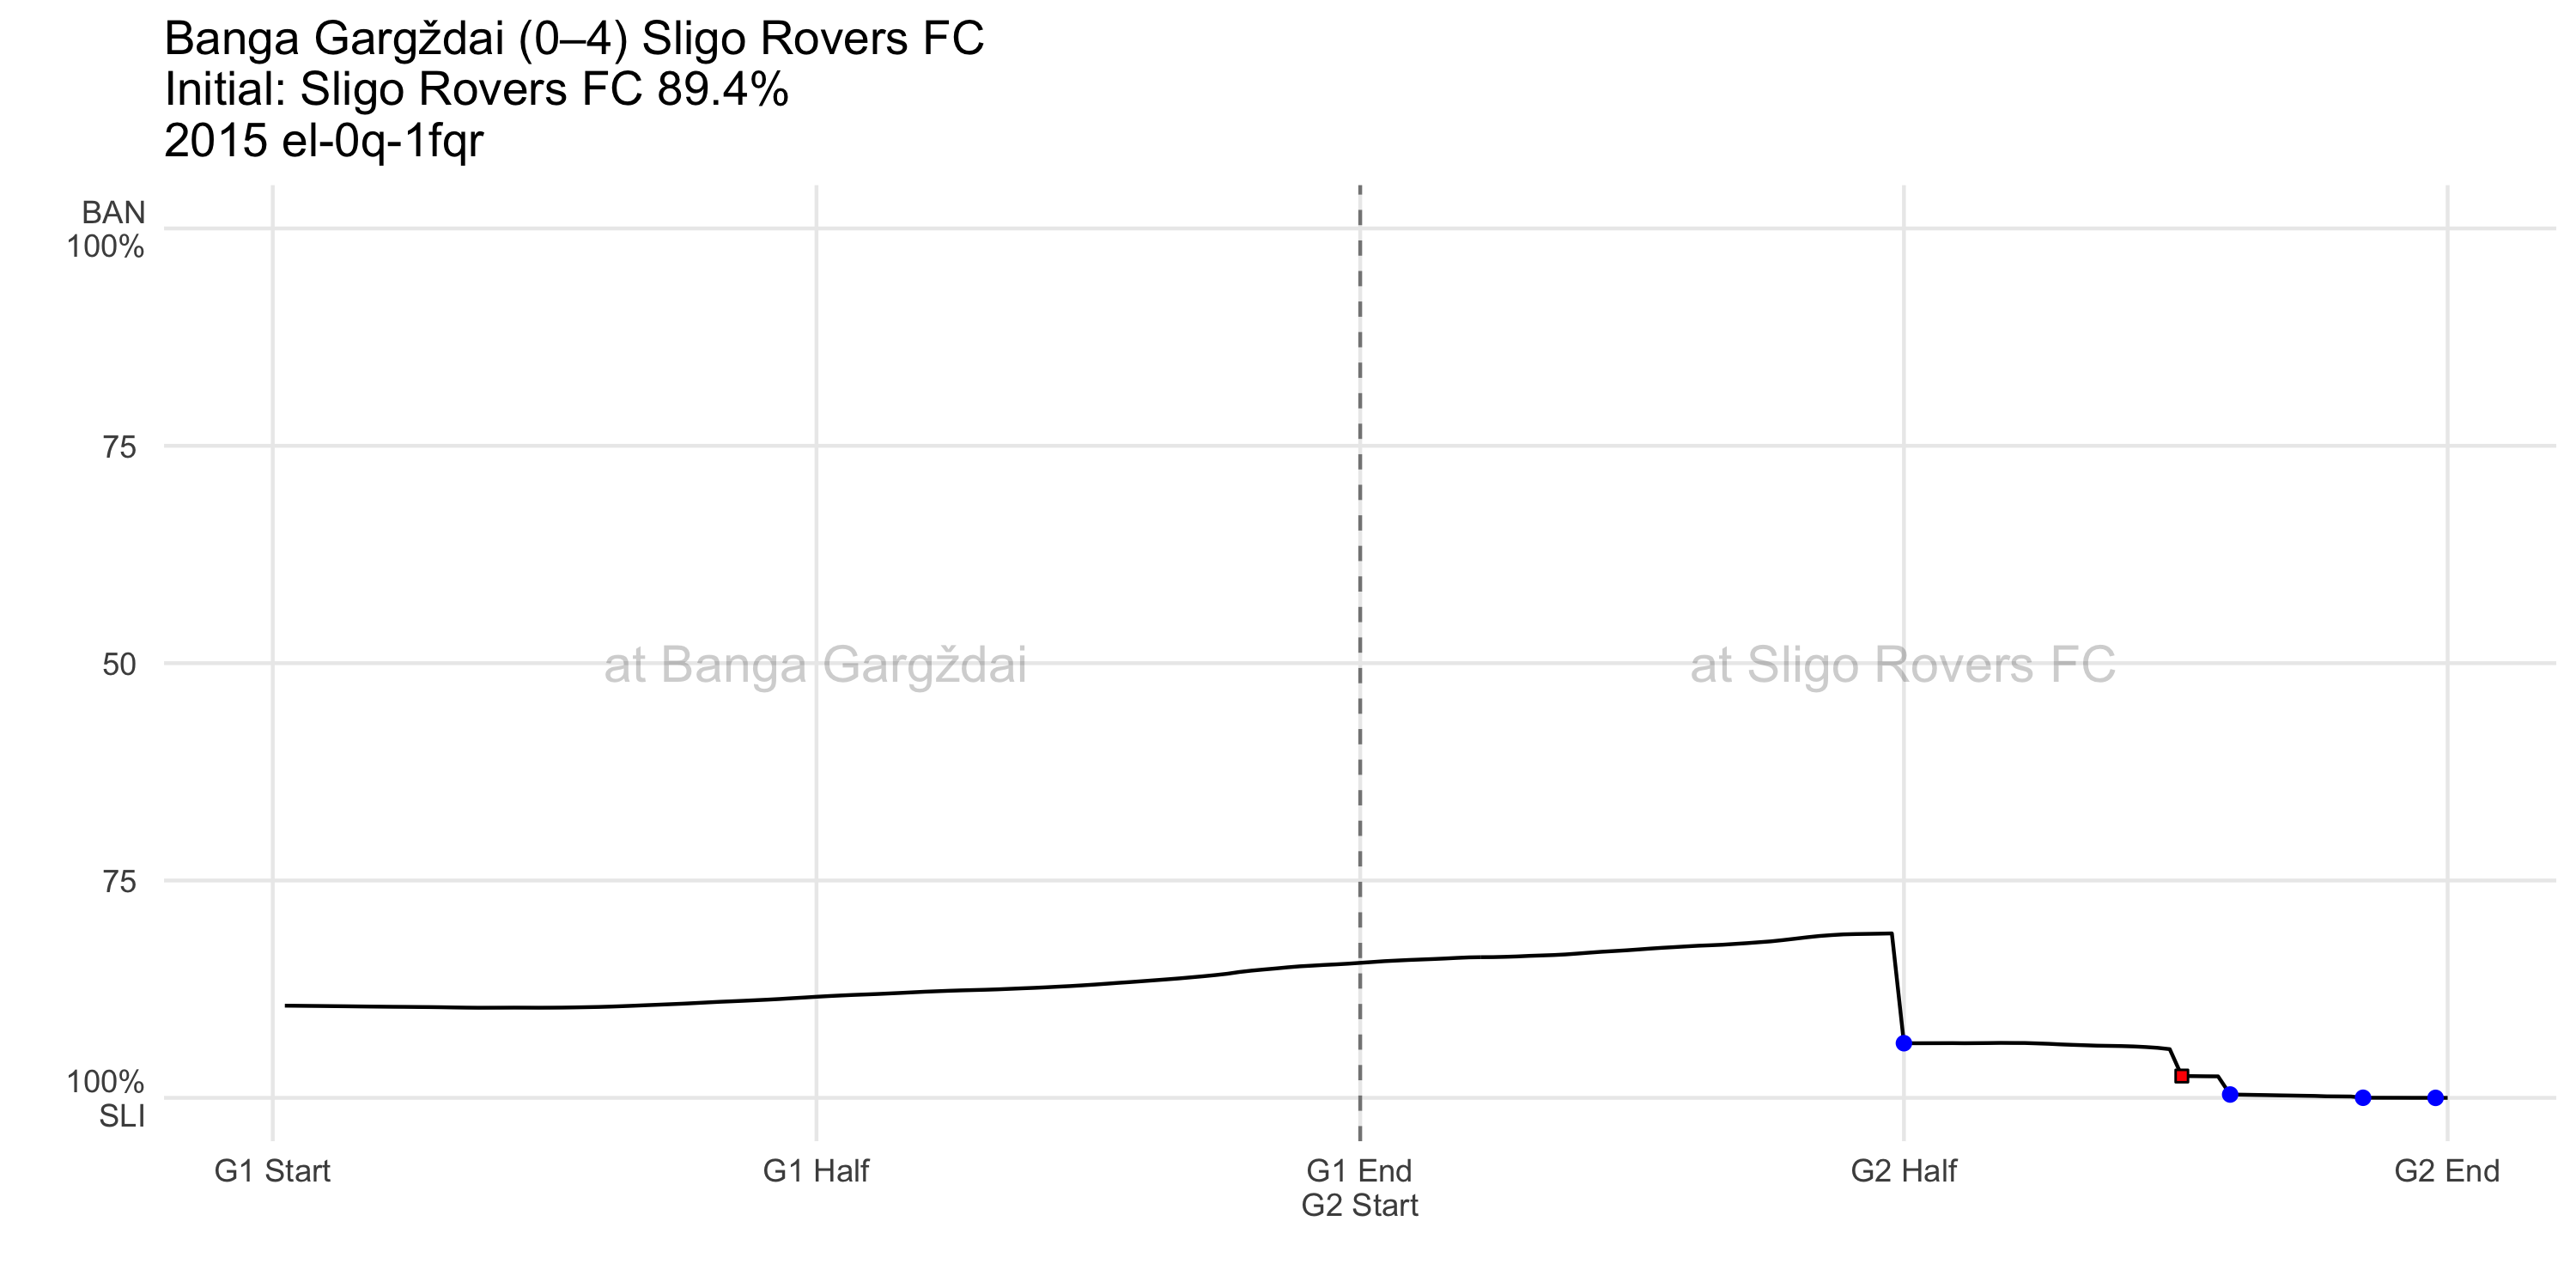 Banga Gargždai (0–4) Sligo Rovers FC
Initial: Sligo Rovers FC 89.4%
2015 el-0q-1fqr
BAN
100%
75
50
75
100%
SLI
at Banga Gargždai
at Sligo Rovers FC
G1 Start
G1 Half
G1 End
G2 Start
G2 Half
G2 End